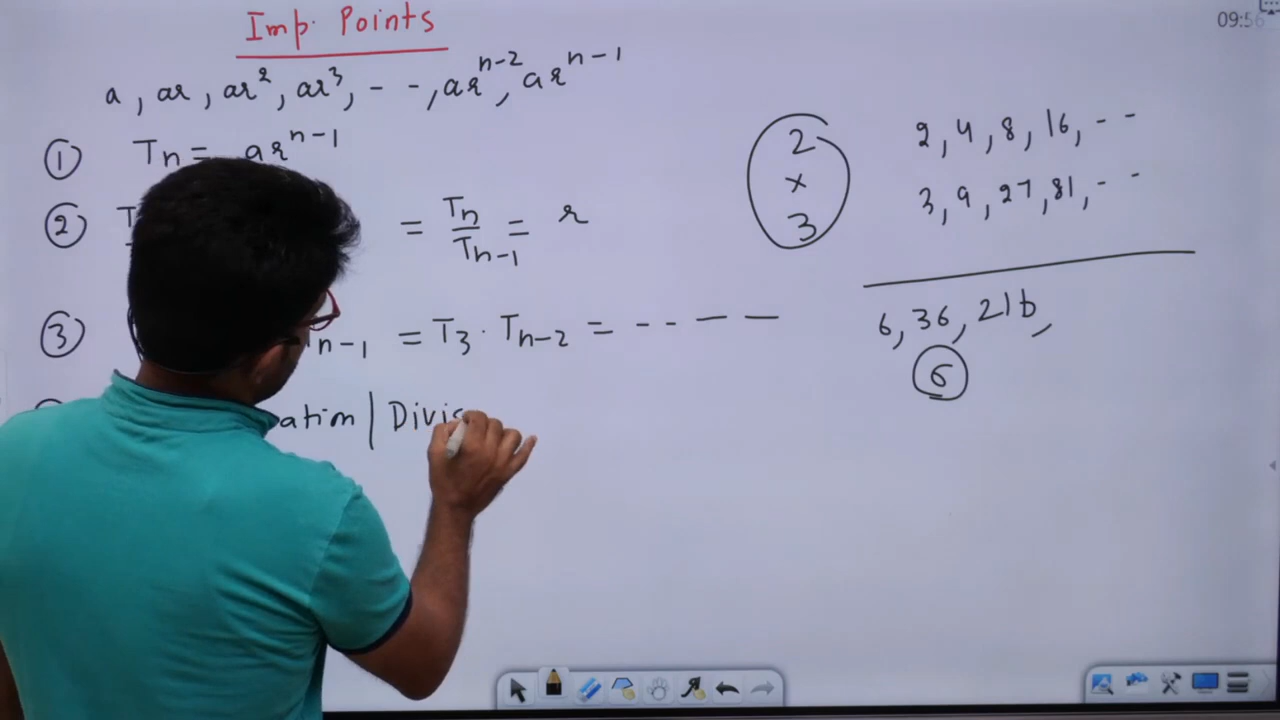 09:56
Imp. Points
a, ar, ar², ar³, - -, arⁿ⁻², arⁿ⁻¹
① Tn = arⁿ⁻¹
② = Tn/Tn-1 = r
③ Tn-1 = T3 · Tn-2 = - - — —
| Divis
2 × 3
2, 4, 8, 16, - -
3, 9, 27, 81, - -
6, 36, 216,
6